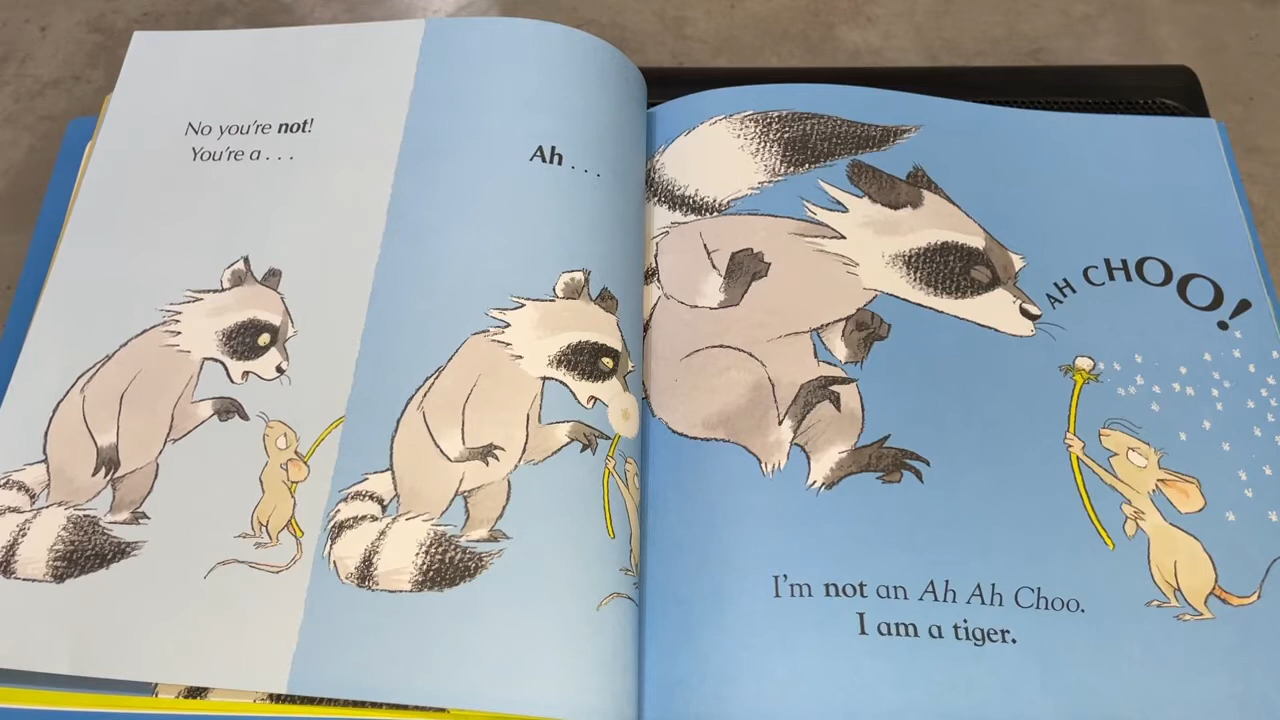 No you're not!
You're a . . .
Ah . . .
AH CHOO!
I'm not an Ah Ah Choo.
I am a tiger.